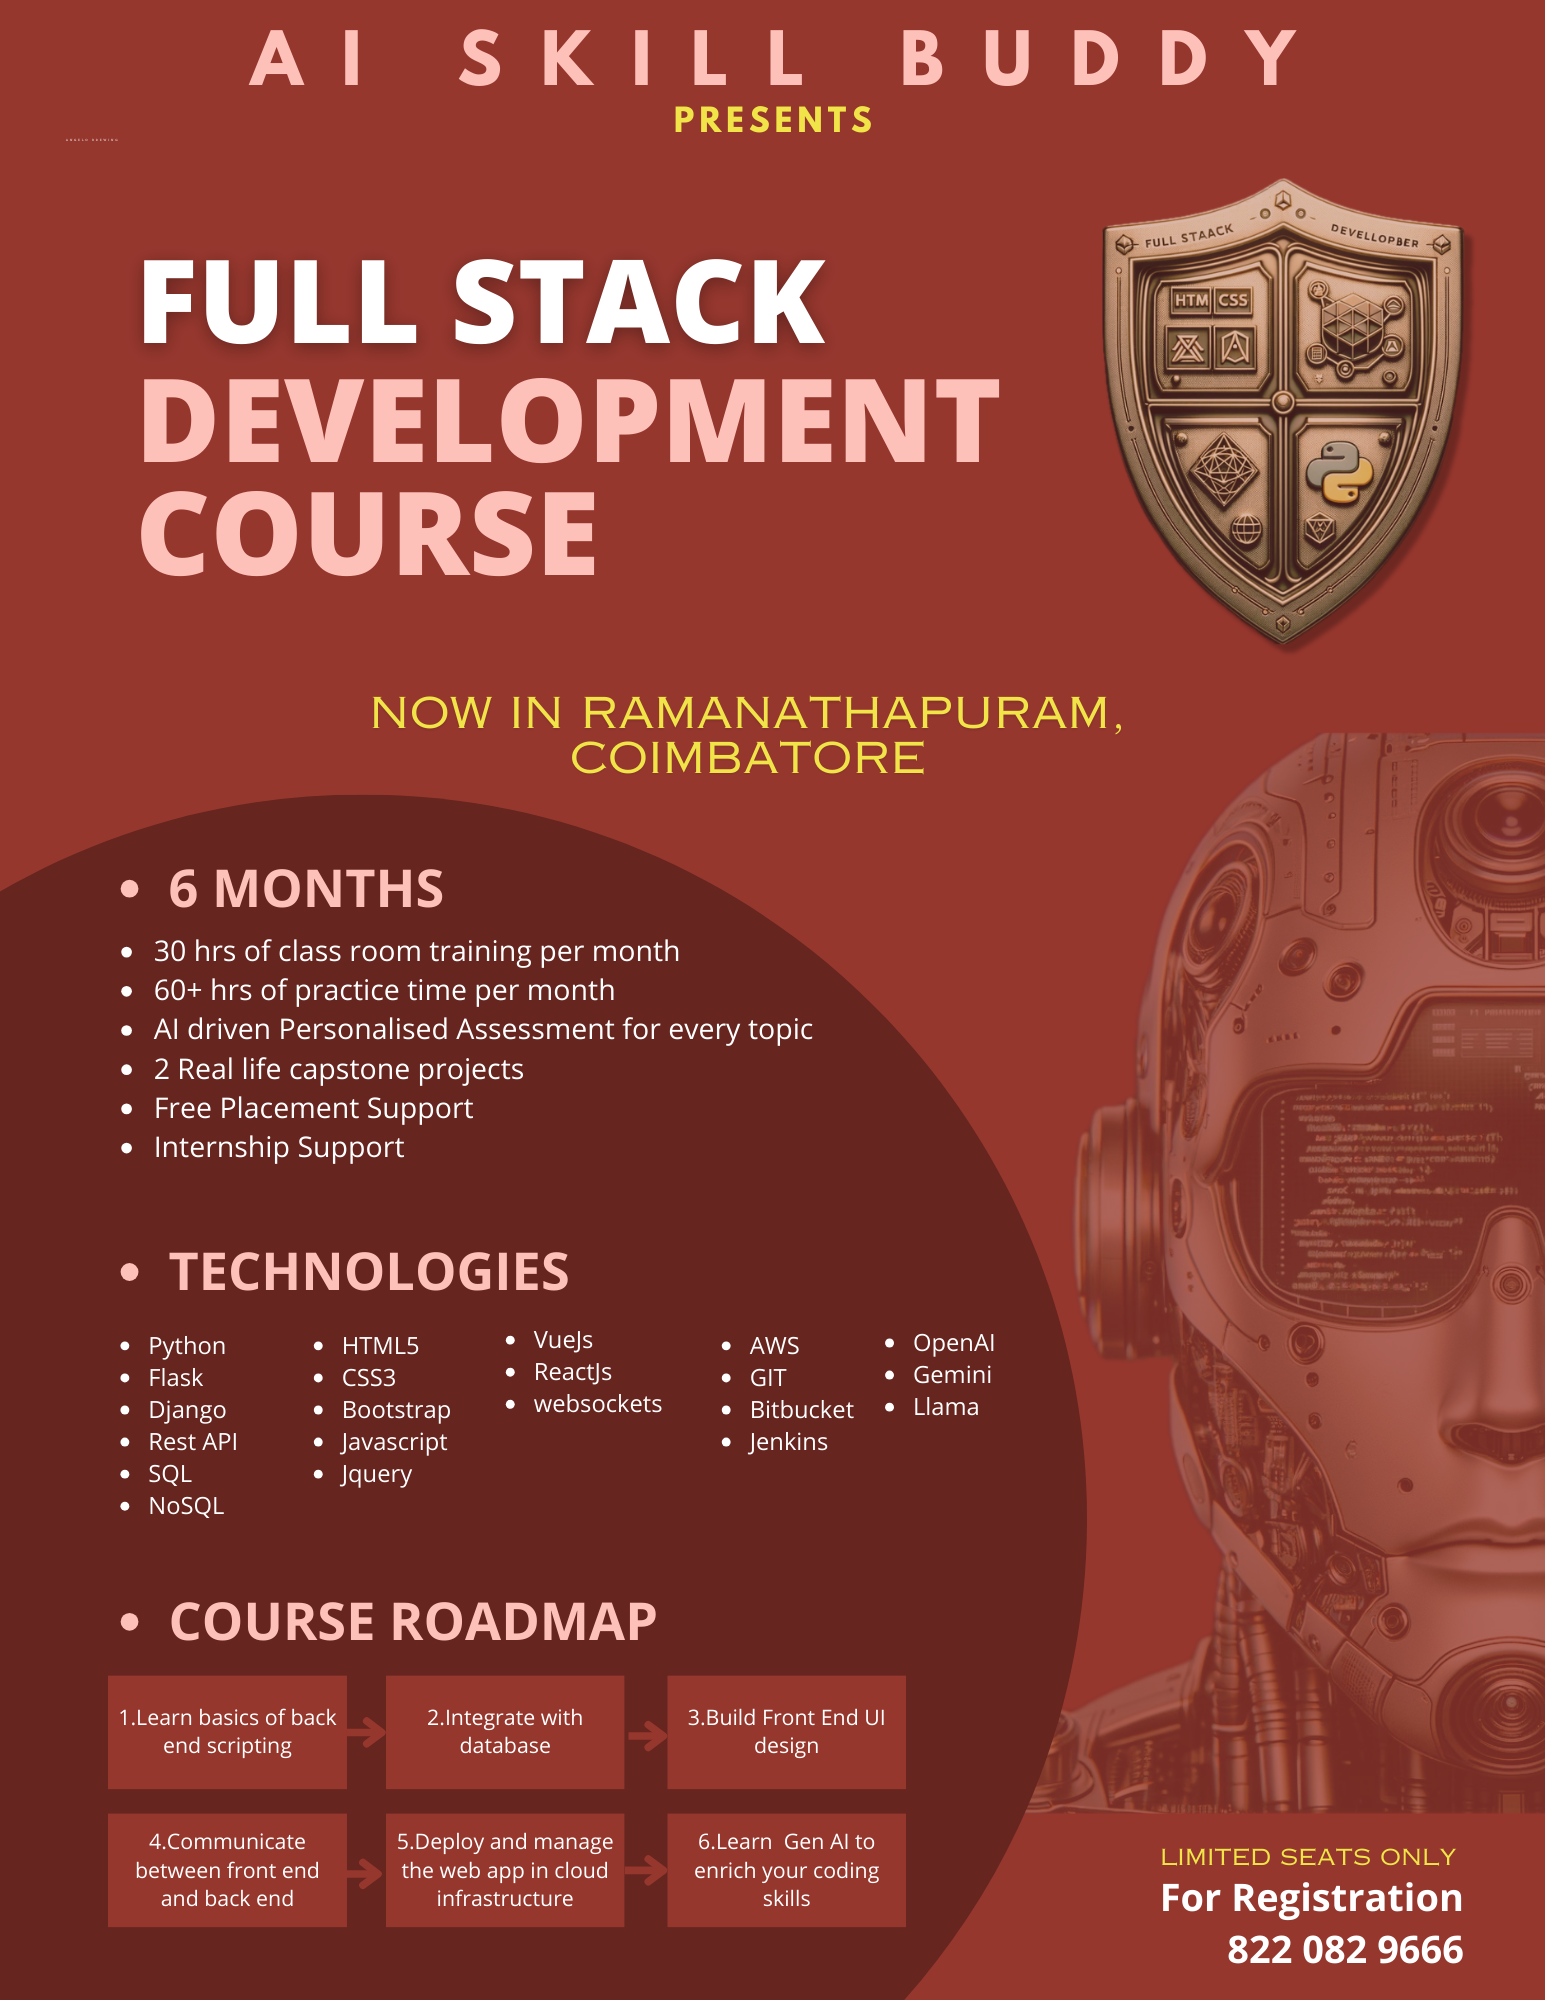 AI SKILL BUDDY
PRESENTS
FULL STACK
DEVELOPMENT
COURSE
FULL STAACK
DEVELLOPBER
HTM CSS
NOW IN RAMANATHAPURAM,
COIMBATORE
• 6 MONTHS
• 30 hrs of class room training per month
• 60+ hrs of practice time per month
• AI driven Personalised Assessment for every topic
• 2 Real life capstone projects
• Free Placement Support
• Internship Support
• TECHNOLOGIES
• Python
• Flask
• Django
• Rest API
• SQL
• NoSQL
• HTML5
• CSS3
• Bootstrap
• Javascript
• Jquery
• VueJs
• ReactJs
• websockets
• AWS
• GIT
• Bitbucket
• Jenkins
• OpenAI
• Gemini
• Llama
• COURSE ROADMAP
1.Learn basics of back
end scripting
2.Integrate with
database
3.Build Front End UI
design
4.Communicate
between front end
and back end
5.Deploy and manage
the web app in cloud
infrastructure
6.Learn  Gen AI to
enrich your coding
skills
LIMITED SEATS ONLY
For Registration
822 082 9666